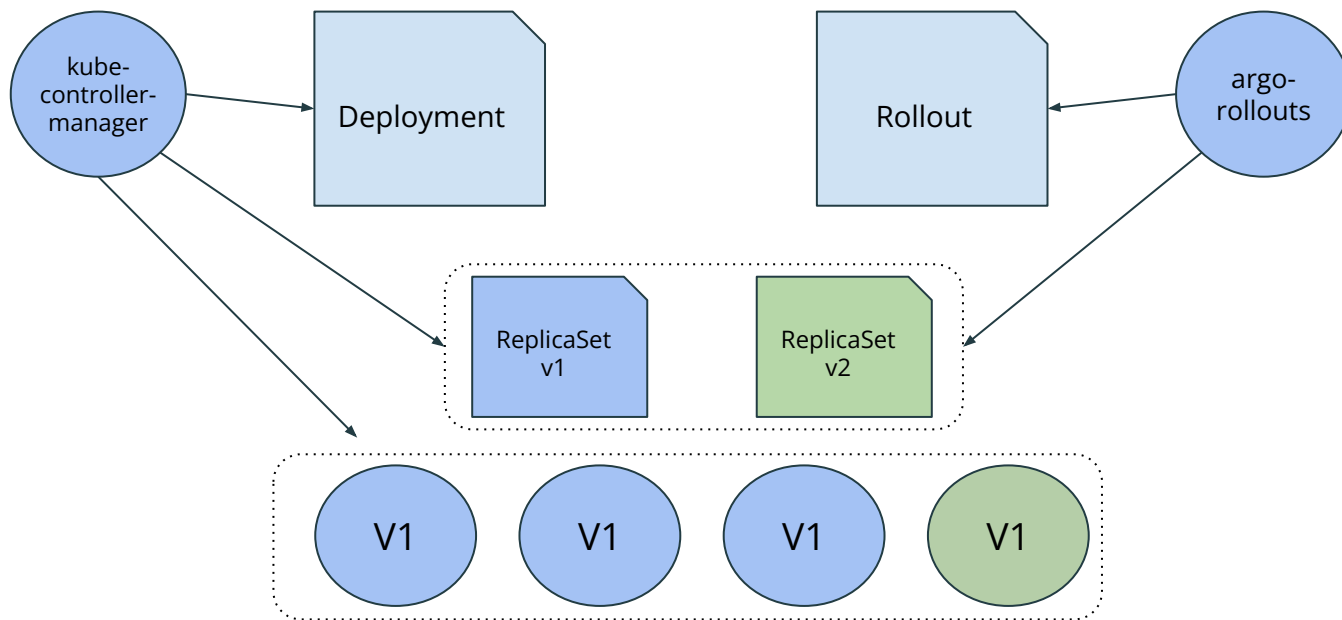 kube-
controller-
manager
Deployment
Rollout
argo-
rollouts
ReplicaSet
v1
ReplicaSet
v2
V1
V1
V1
V1